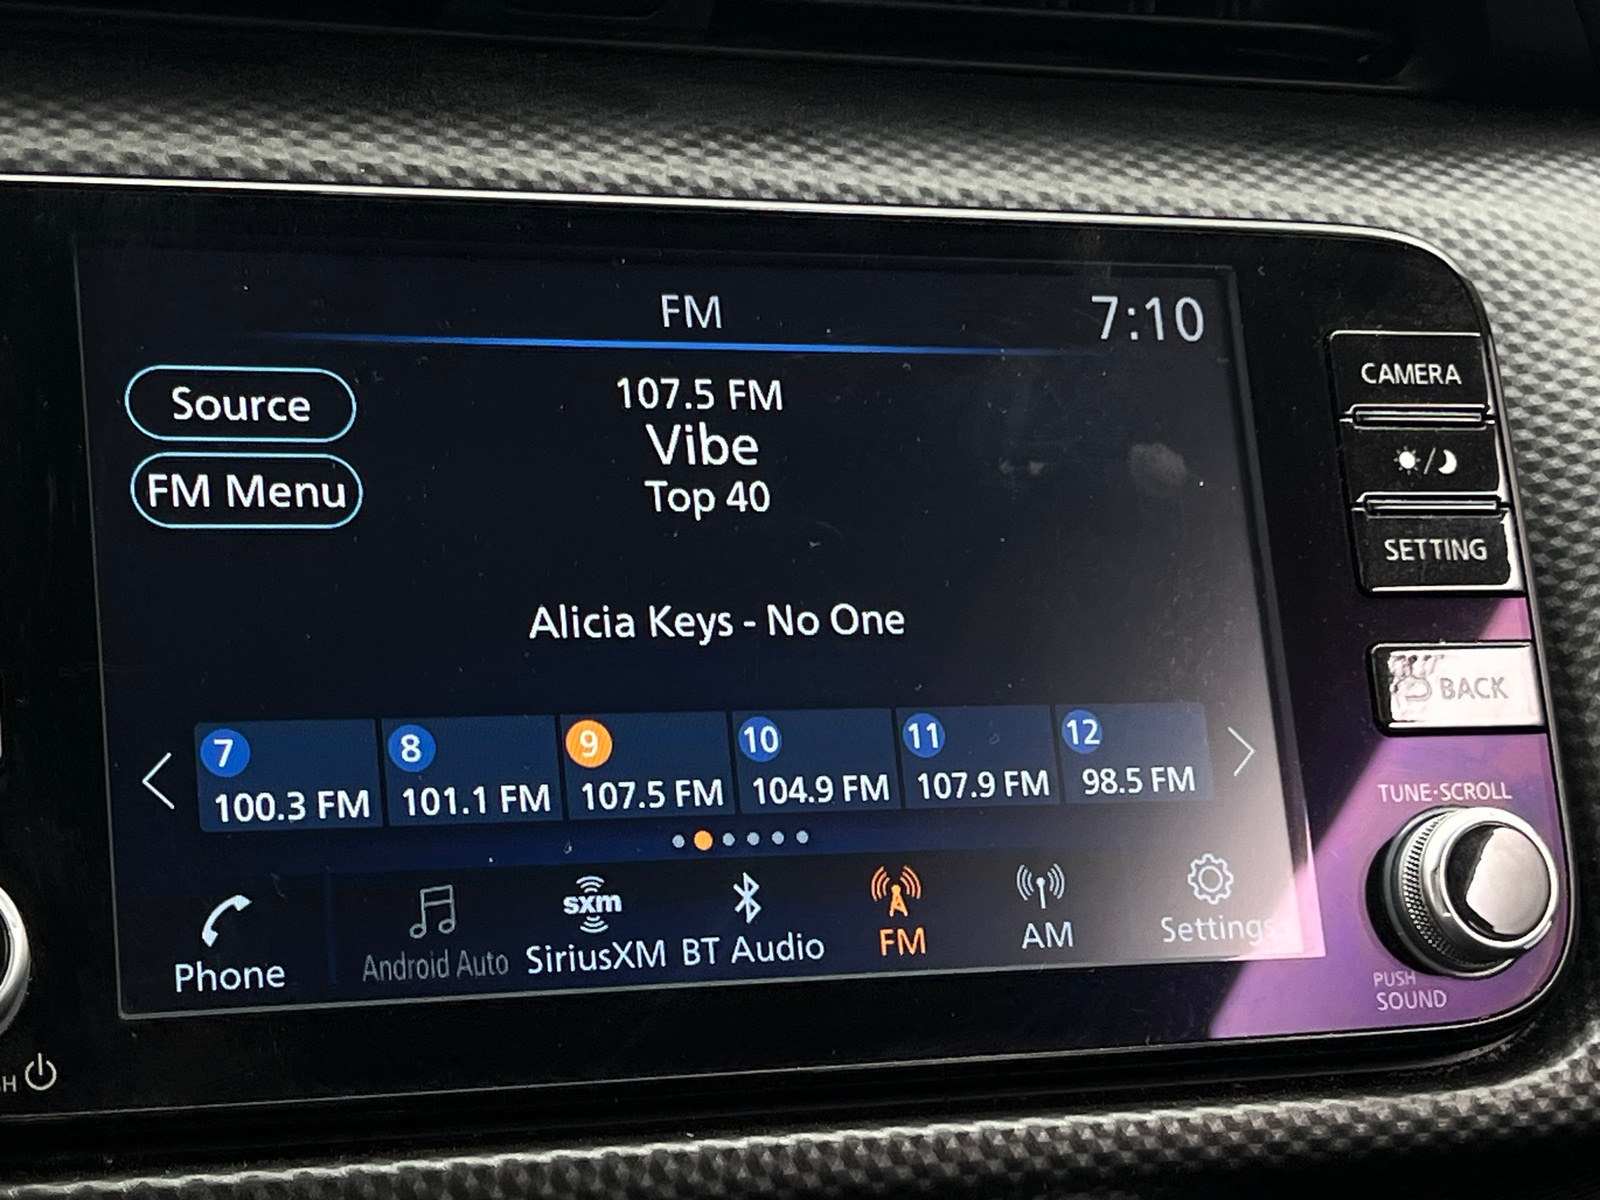 FM
7:10
Source
FM Menu
107.5 FM
Vibe
Top 40
Alicia Keys - No One
7
100.3 FM
8
101.1 FM
9
107.5 FM
10
104.9 FM
11
107.9 FM
12
98.5 FM
Phone
Android Auto
sxm
SiriusXM
BT Audio
FM
AM
Settings
CAMERA
SETTING
BACK
TUNE·SCROLL
PUSH
SOUND